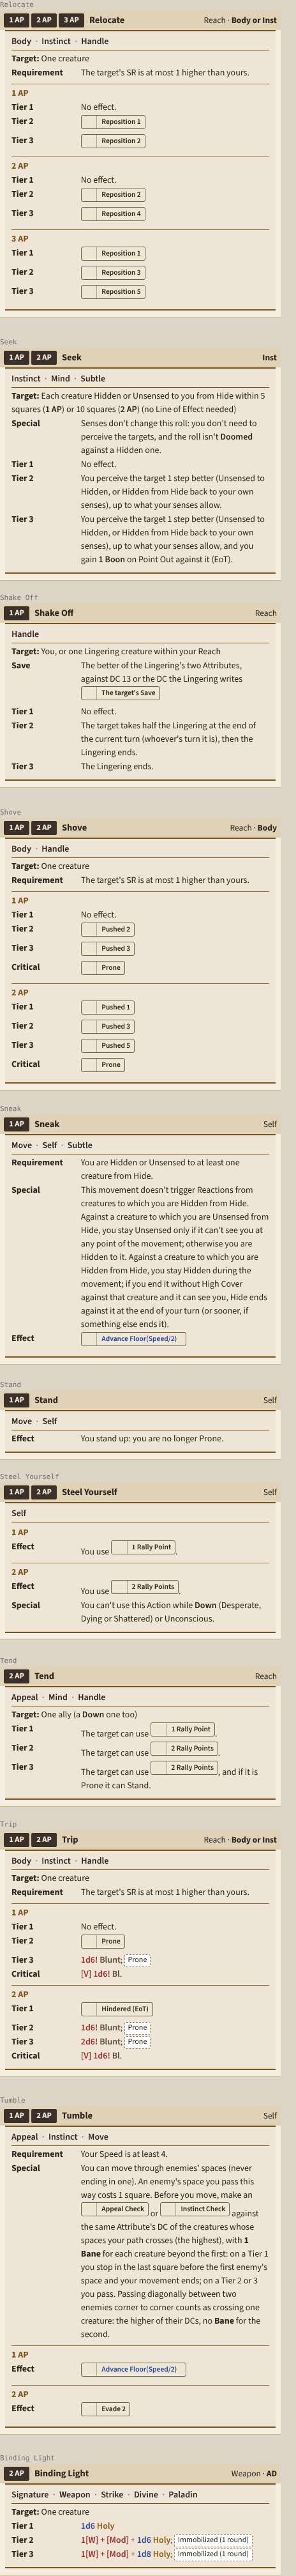 Relocate
1 AP 2 AP 3 AP Relocate Reach · Body or Inst
Body · Instinct · Handle
Target: One creature
Requirement The target's SR is at most 1 higher than yours.
1 AP
Tier 1 No effect.
Tier 2 Reposition 1
Tier 3 Reposition 2
2 AP
Tier 1 No effect.
Tier 2 Reposition 2
Tier 3 Reposition 4
3 AP
Tier 1 Reposition 1
Tier 2 Reposition 3
Tier 3 Reposition 5
Seek
1 AP 2 AP Seek Inst
Instinct · Mind · Subtle
Target: Each creature Hidden or Unsensed to you from Hide within 5
squares (1 AP) or 10 squares (2 AP) (no Line of Effect needed)
Special Senses don't change this roll: you don't need to
perceive the targets, and the roll isn't Doomed
against a Hidden one.
Tier 1 No effect.
Tier 2 You perceive the target 1 step better (Unsensed to
Hidden, or Hidden from Hide back to your own
senses), up to what your senses allow.
Tier 3 You perceive the target 1 step better (Unsensed to
Hidden, or Hidden from Hide back to your own
senses), up to what your senses allow, and you
gain 1 Boon on Point Out against it (EoT).
Shake Off
1 AP Shake Off Reach
Handle
Target: You, or one Lingering creature within your Reach
Save The better of the Lingering's two Attributes,
against DC 13 or the DC the Lingering writes
The target's Save
Tier 1 No effect.
Tier 2 The target takes half the Lingering at the end of
the current turn (whoever's turn it is), then the
Lingering ends.
Tier 3 The Lingering ends.
Shove
1 AP 2 AP Shove Reach · Body
Body · Handle
Target: One creature
Requirement The target's SR is at most 1 higher than yours.
1 AP
Tier 1 No effect.
Tier 2 Pushed 2
Tier 3 Pushed 3
Critical Prone
2 AP
Tier 1 Pushed 1
Tier 2 Pushed 3
Tier 3 Pushed 5
Critical Prone
Sneak
1 AP Sneak Self
Move · Self · Subtle
Requirement You are Hidden or Unsensed to at least one
creature from Hide.
Special This movement doesn't trigger Reactions from
creatures to which you are Hidden from Hide.
Against a creature to which you are Unsensed from
Hide, you stay Unsensed only if it can't see you at
any point of the movement; otherwise you are
Hidden to it. Against a creature to which you are
Hidden from Hide, you stay Hidden during the
movement; if you end it without High Cover
against that creature and it can see you, Hide ends
against it at the end of your turn (or sooner, if
something else ends it).
Effect Advance Floor(Speed/2)
Stand
1 AP Stand Self
Move · Self
Effect You stand up: you are no longer Prone.
Steel Yourself
1 AP 2 AP Steel Yourself Self
Self
1 AP
Effect You use 1 Rally Point.
2 AP
Effect You use 2 Rally Points.
Special You can't use this Action while Down (Desperate,
Dying or Shattered) or Unconscious.
Tend
2 AP Tend Reach
Appeal · Mind · Handle
Target: One ally (a Down one too)
Tier 1 The target can use 1 Rally Point.
Tier 2 The target can use 2 Rally Points.
Tier 3 The target can use 2 Rally Points, and if it is
Prone it can Stand.
Trip
1 AP 2 AP Trip Reach · Body or Inst
Body · Instinct · Handle
Target: One creature
Requirement The target's SR is at most 1 higher than yours.
1 AP
Tier 1 No effect.
Tier 2 Prone
Tier 3 1d6! Blunt; Prone
Critical [V] 1d6! Bl.
2 AP
Tier 1 Hindered (EoT)
Tier 2 1d6! Blunt; Prone
Tier 3 2d6! Blunt; Prone
Critical [V] 1d6! Bl.
Tumble
1 AP 2 AP Tumble Self
Appeal · Instinct · Move
Requirement Your Speed is at least 4.
Special You can move through enemies' spaces (never
ending in one). An enemy's space you pass this
way costs 1 square. Before you move, make an
Appeal Check or Instinct Check against
the same Attribute's DC of the creatures whose
spaces your path crosses (the highest), with 1
Bane for each creature beyond the first: on a Tier 1
you stop in the last square before the first enemy's
space and your movement ends; on a Tier 2 or 3
you pass. Passing diagonally between two
enemies corner to corner counts as crossing one
creature: the higher of their DCs, no Bane for the
second.
1 AP
Effect Advance Floor(Speed/2)
2 AP
Effect Evade 2
Binding Light
2 AP Binding Light Weapon · AD
Signature · Weapon · Strike · Divine · Paladin
Target: One creature
Tier 1 1d6 Holy
Tier 2 1[W] + [Mod] + 1d6 Holy; Immobilized (1 round)
Tier 3 1[W] + [Mod] + 1d8 Holy; Immobilized (1 round)